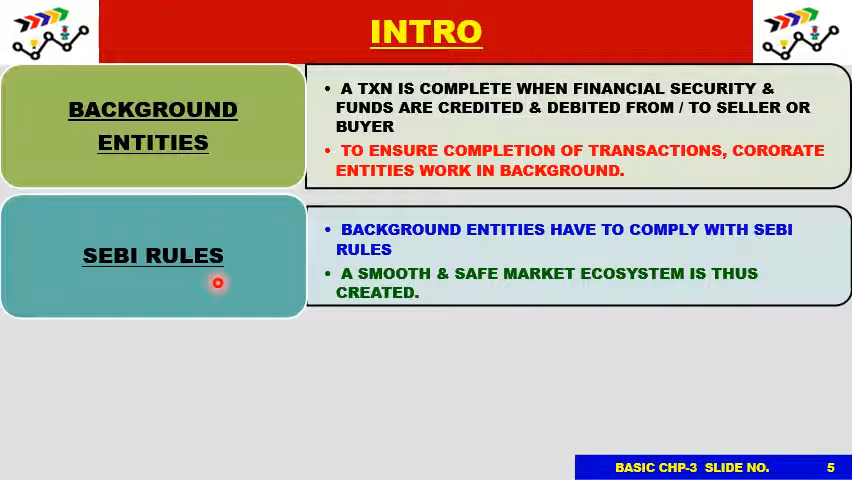 INTRO
BACKGROUND
ENTITIES
• A TXN IS COMPLETE WHEN FINANCIAL SECURITY &
FUNDS ARE CREDITED & DEBITED FROM / TO SELLER OR
BUYER
• TO ENSURE COMPLETION OF TRANSACTIONS, CORORATE
ENTITIES WORK IN BACKGROUND.
SEBI RULES
• BACKGROUND ENTITIES HAVE TO COMPLY WITH SEBI
RULES
• A SMOOTH & SAFE MARKET ECOSYSTEM IS THUS
CREATED.
BASIC CHP-3 SLIDE NO. 5